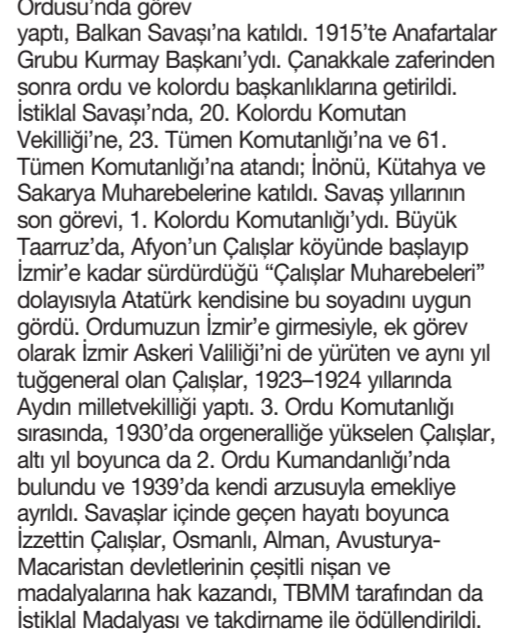 Ordusu’nda görev
yaptı, Balkan Savaşı’na katıldı. 1915’te Anafartalar
Grubu Kurmay Başkanı’ydı. Çanakkale zaferinden
sonra ordu ve kolordu başkanlıklarına getirildi.
İstiklal Savaşı’nda, 20. Kolordu Komutan
Vekilliği’ne, 23. Tümen Komutanlığı’na ve 61.
Tümen Komutanlığı’na atandı; İnönü, Kütahya ve
Sakarya Muharebelerine katıldı. Savaş yıllarının
son görevi, 1. Kolordu Komutanlığı’ydı. Büyük
Taarruz’da, Afyon’un Çalışlar köyünde başlayıp
İzmir’e kadar sürdürdüğü “Çalışlar Muharebeleri”
dolayısıyla Atatürk kendisine bu soyadını uygun
gördü. Ordumuzun İzmir’e girmesiyle, ek görev
olarak İzmir Askeri Valiliği’ni de yürüten ve aynı yıl
tuğgeneral olan Çalışlar, 1923–1924 yıllarında
Aydın milletvekilliği yaptı. 3. Ordu Komutanlığı
sırasında, 1930’da orgeneralliğe yükselen Çalışlar,
altı yıl boyunca da 2. Ordu Kumandanlığı’nda
bulundu ve 1939’da kendi arzusuyla emekliye
ayrıldı. Savaşlar içinde geçen hayatı boyunca
İzzettin Çalışlar, Osmanlı, Alman, Avusturya-
Macaristan devletlerinin çeşitli nişan ve
madalyalarına hak kazandı, TBMM tarafından da
İstiklal Madalyası ve takdirname ile ödüllendirildi.